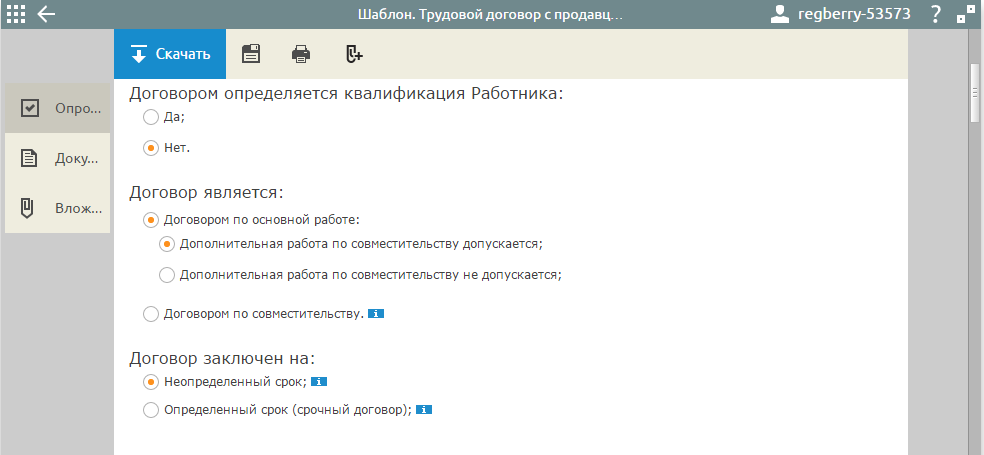 Шаблон. Трудовой договор с продавц...
regberry-53573
?
Скачать
Опро...
Доку...
Влож...
Договором определяется квалификация Работника:
Да;
Нет.
Договор является:
Договором по основной работе:
Дополнительная работа по совместительству допускается;
Дополнительная работа по совместительству не допускается;
Договором по совместительству. i
Договор заключен на:
Неопределенный срок; i
Определенный срок (срочный договор); i